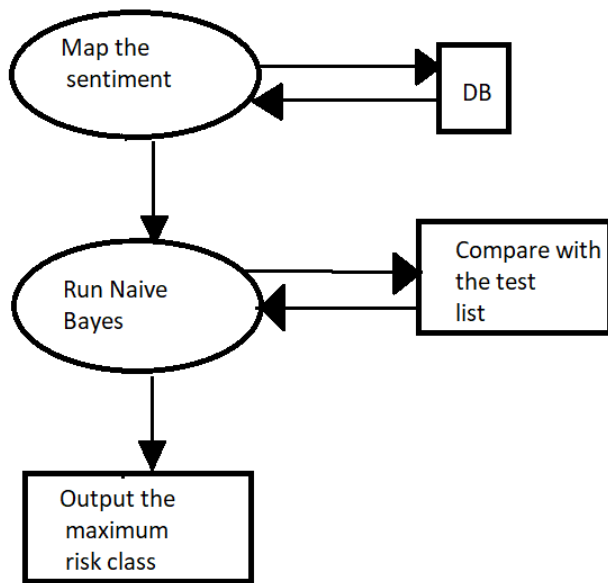 Map the
sentiment
DB
Run Naive
Bayes
Compare with
the test
list
Output the
maximum
risk class